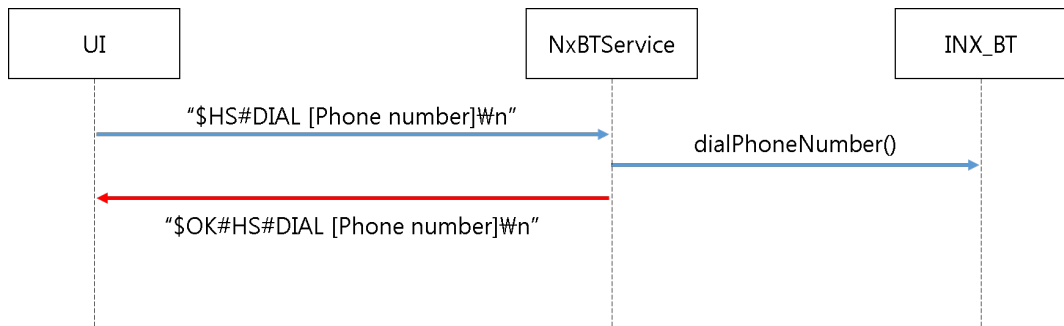 UI
NxBTService
INX_BT
“$HS#DIAL [Phone number]₩n”
dialPhoneNumber()
“$OK#HS#DIAL [Phone number]₩n”